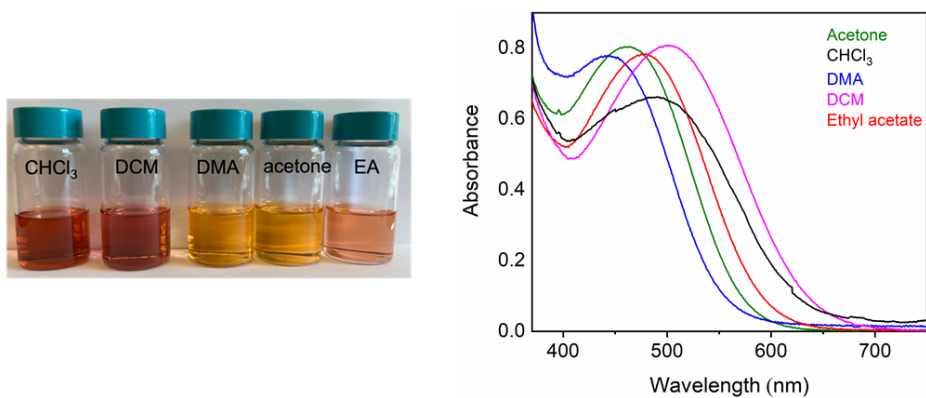 CHCl₃ DCM DMA acetone EA
0.8
0.6
0.4
0.2
0.0
Absorbance
400 500 600 700
Wavelength (nm)
Acetone
CHCl₃
DMA
DCM
Ethyl acetate